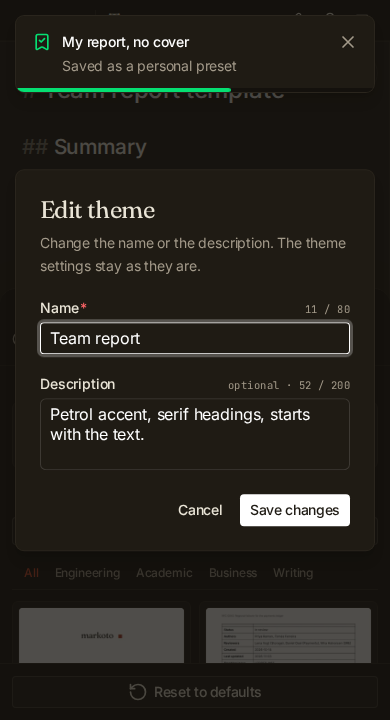 My report, no cover
Saved as a personal preset
# Team report template
## Summary
Edit theme
Change the name or the description. The theme
settings stay as they are.
Name* 11 / 80
Team report
Description optional · 52 / 200
Petrol accent, serif headings, starts
with the text.
Cancel Save changes
All Engineering Academic Business Writing
markoto
Reset to defaults